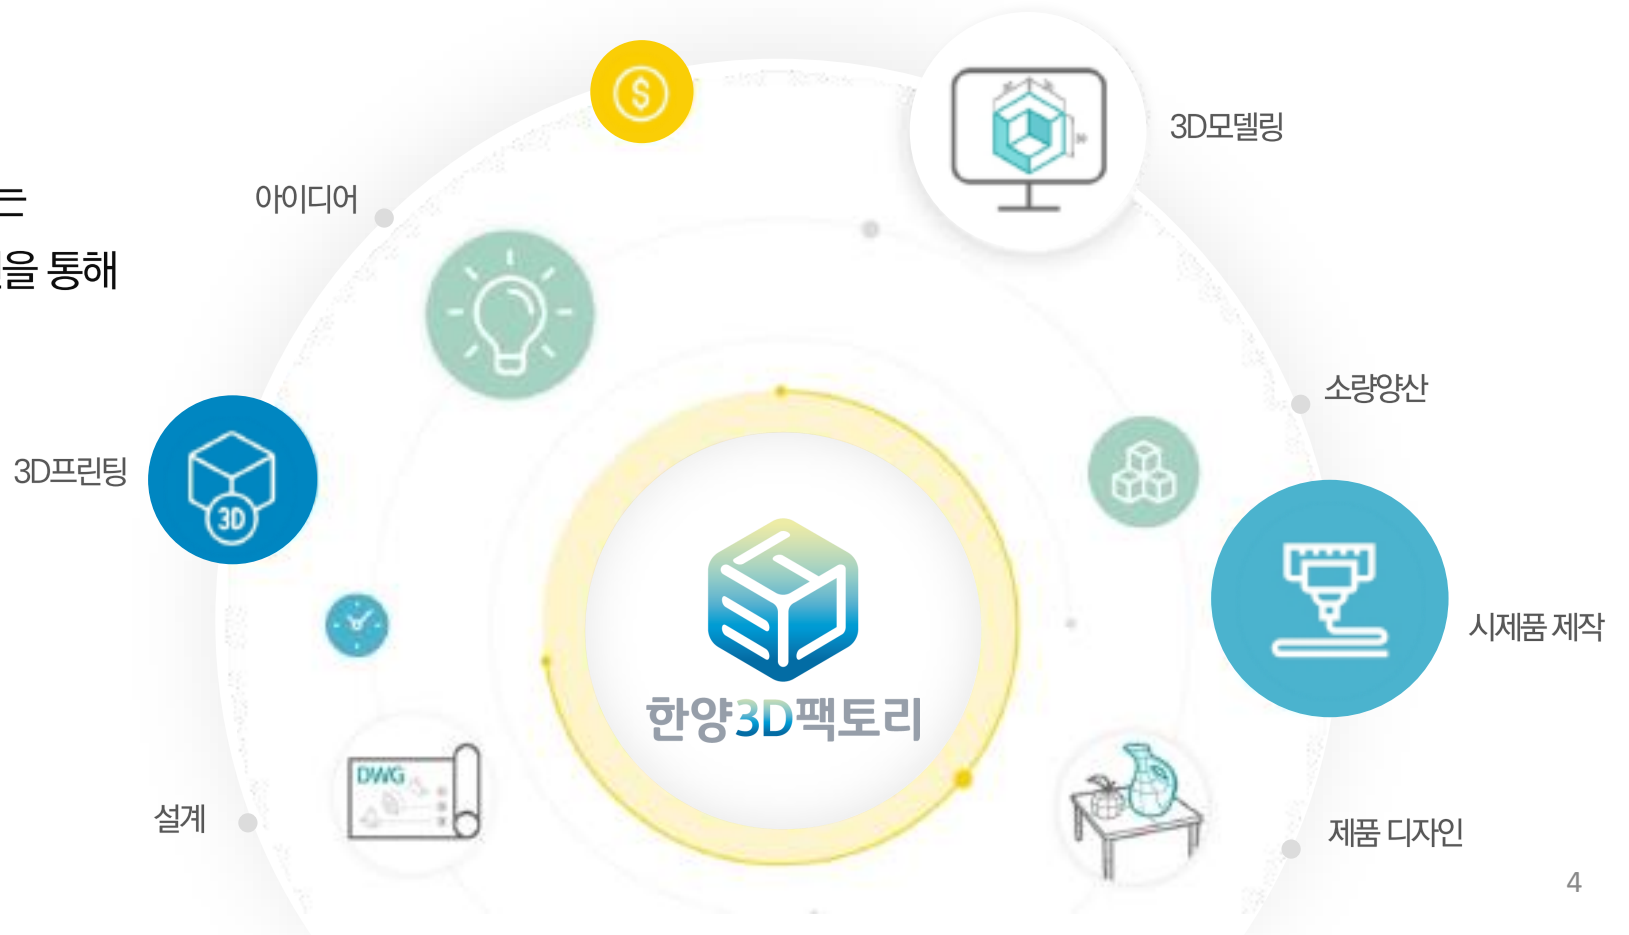 3D모델링
아이디어
는
을 통해
소량양산
3D프린팅
3D
시제품 제작
한양3D팩토리
DWG
설계
제품 디자인
4